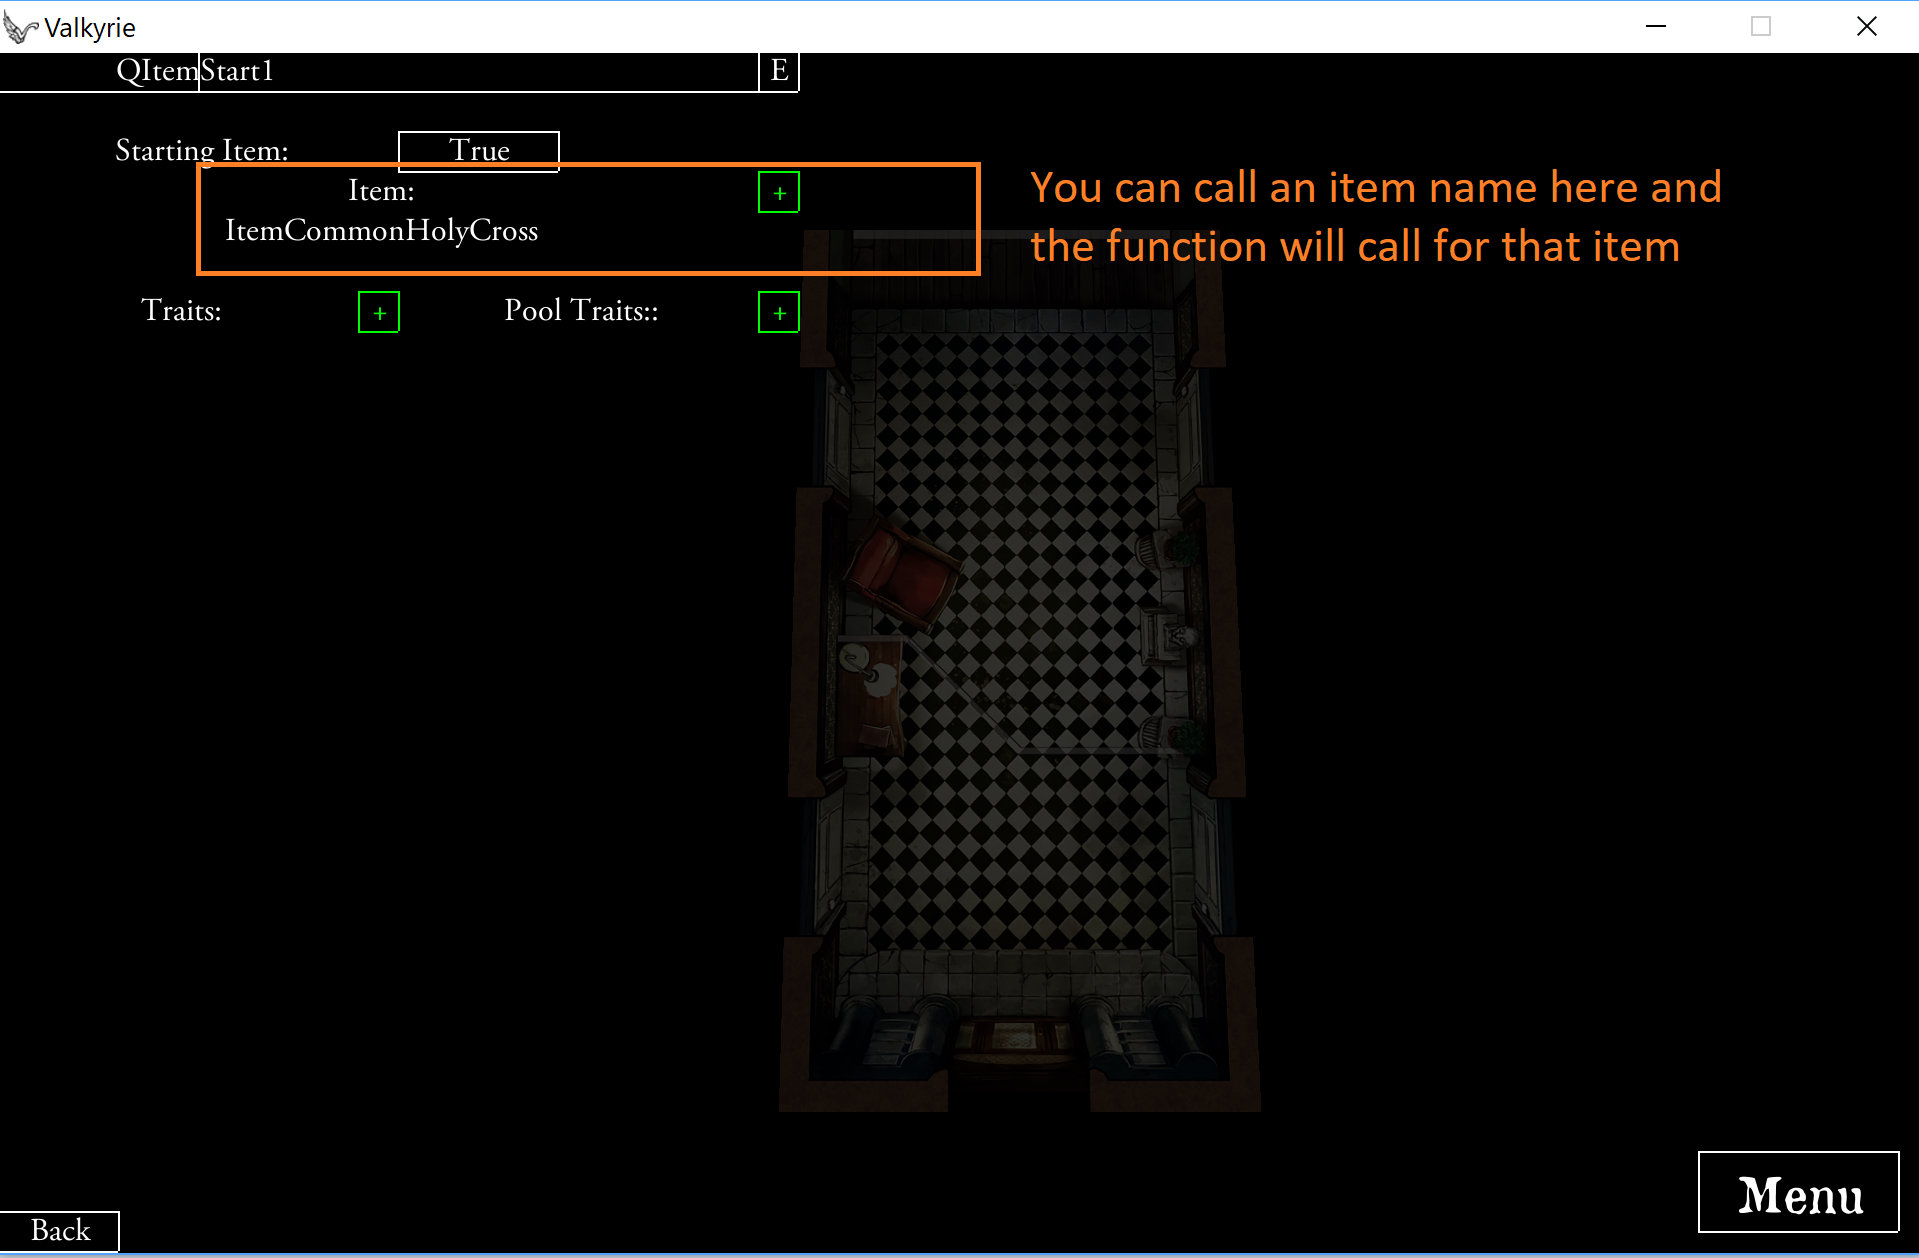 Valkyrie
QItem Start1 E
Starting Item: True
Item: +
ItemCommonHolyCross
You can call an item name here and
the function will call for that item
Traits: + Pool Traits:: +
Menu
Back